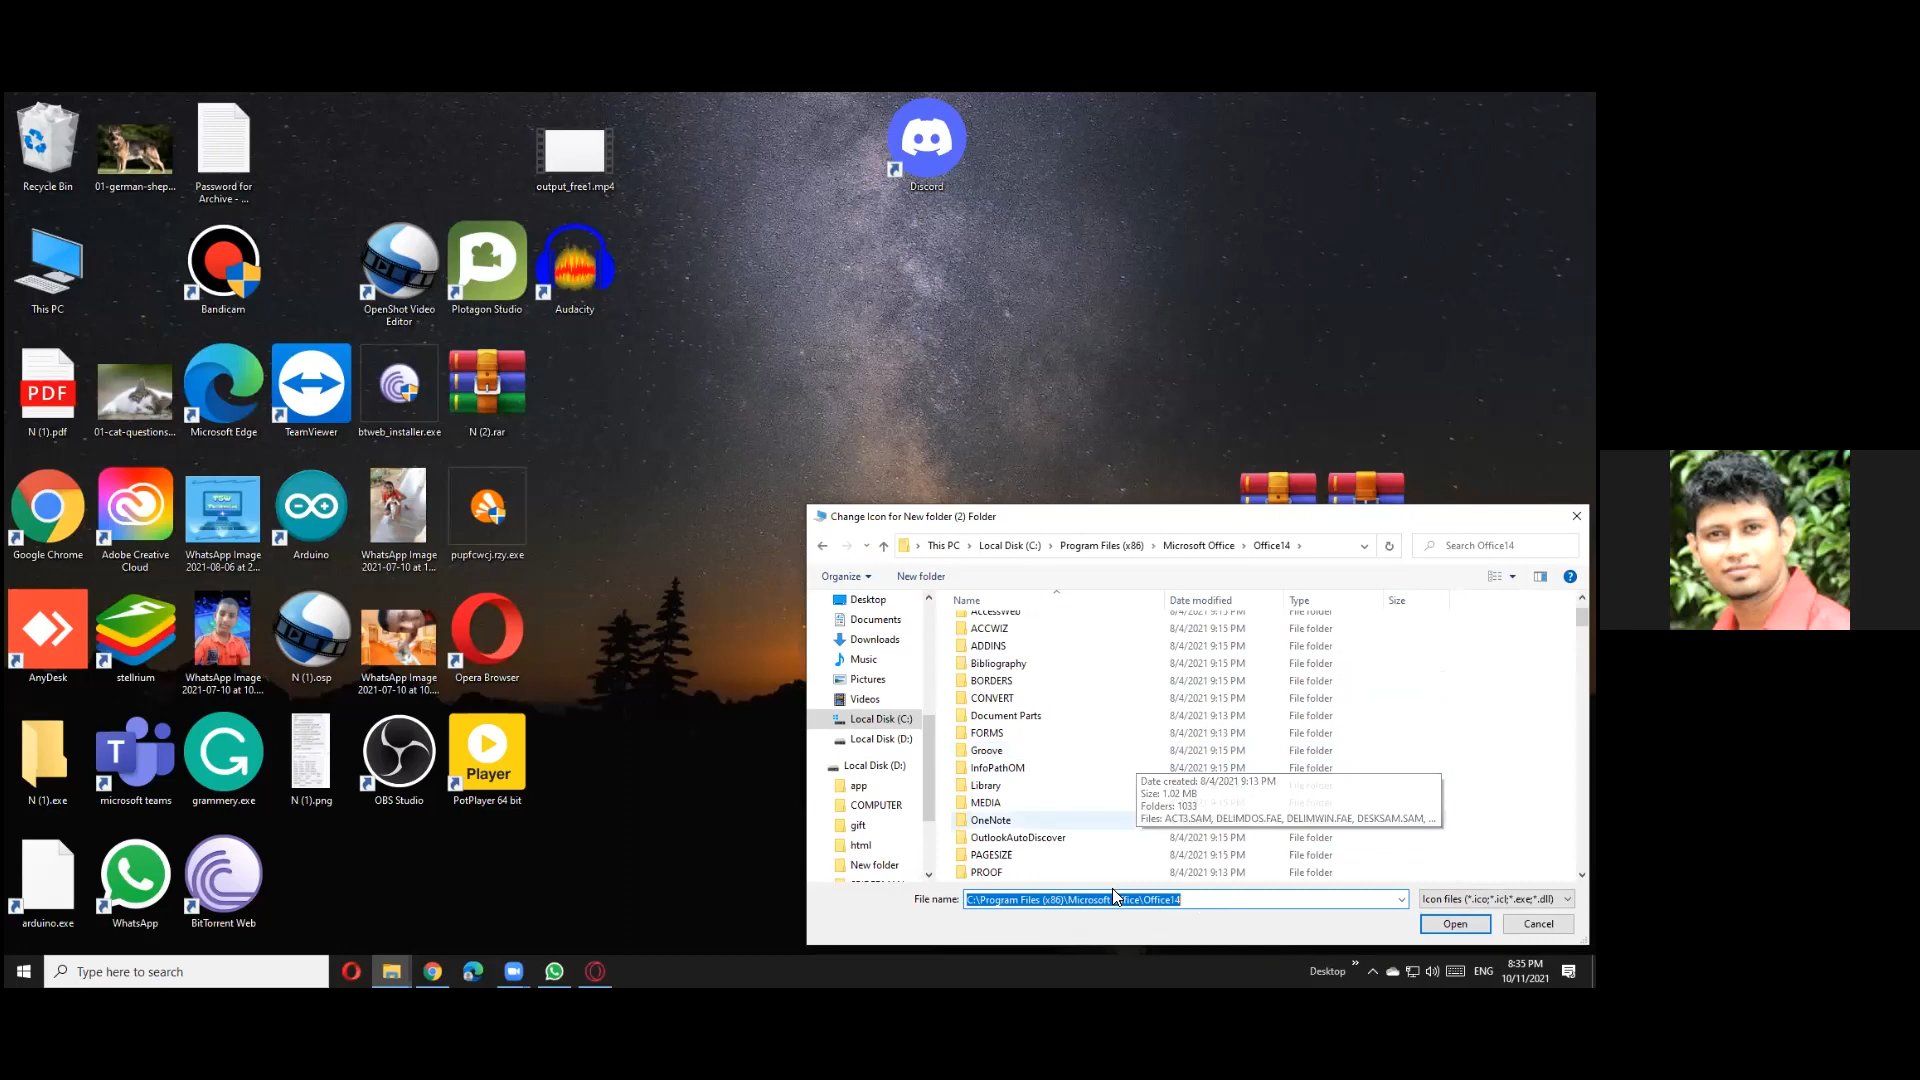 Recycle Bin
01-german-shep...
Password for
Archive - ...
output_free1.mp4
Discord
This PC
Bandicam
OpenShot Video
Editor
Plotagon Studio
Audacity
PDF
N (1).pdf
01-cat-questions...
Microsoft Edge
TeamViewer
btweb_installer.exe
N (2).rar
Google Chrome
Adobe Creative
Cloud
WhatsApp Image
2021-08-06 at 2...
Arduino
WhatsApp Image
2021-07-10 at 1...
pupfcwcj.rzy.exe
AnyDesk
stellrium
WhatsApp Image
2021-07-10 at 10....
N (1).osp
WhatsApp Image
2021-07-10 at 10....
Opera Browser
N (1).exe
microsoft teams
grammery.exe
N (1).png
OBS Studio
Player
PotPlayer 64 bit
arduino.exe
WhatsApp
BitTorrent Web
Change Icon for New folder (2) Folder
This PC > Local Disk (C:) > Program Files (x86) > Microsoft Office > Office14 >
Search Office14
Organize
New folder
Desktop
Documents
Downloads
Music
Pictures
Videos
Local Disk (C:)
Local Disk (D:)
Local Disk (D:)
app
COMPUTER
gift
html
New folder
Name Date modified Type Size
AccessWeb 8/4/2021 9:15 PM File folder
ACCWIZ 8/4/2021 9:15 PM File folder
ADDINS 8/4/2021 9:15 PM File folder
Bibliography 8/4/2021 9:15 PM File folder
BORDERS 8/4/2021 9:15 PM File folder
CONVERT 8/4/2021 9:15 PM File folder
Document Parts 8/4/2021 9:13 PM File folder
FORMS 8/4/2021 9:13 PM File folder
Groove 8/4/2021 9:15 PM File folder
InfoPathOM 8/4/2021 9:15 PM File folder
Library
MEDIA
OneNote
OutlookAutoDiscover 8/4/2021 9:15 PM File folder
PAGESIZE 8/4/2021 9:15 PM File folder
PROOF 8/4/2021 9:13 PM File folder
Date created: 8/4/2021 9:13 PM
Size: 1.02 MB
Folders: 1033
Files: ACT3.SAM, DELIMDOS.FAE, DELIMWIN.FAE, DESKSAM.SAM, ...
File name: C:\Program Files (x86)\Microsoft Office\Office14
Icon files (*.ico;*.icl;*.exe;*.dll)
Open
Cancel
Type here to search
Desktop
ENG
8:35 PM
10/11/2021